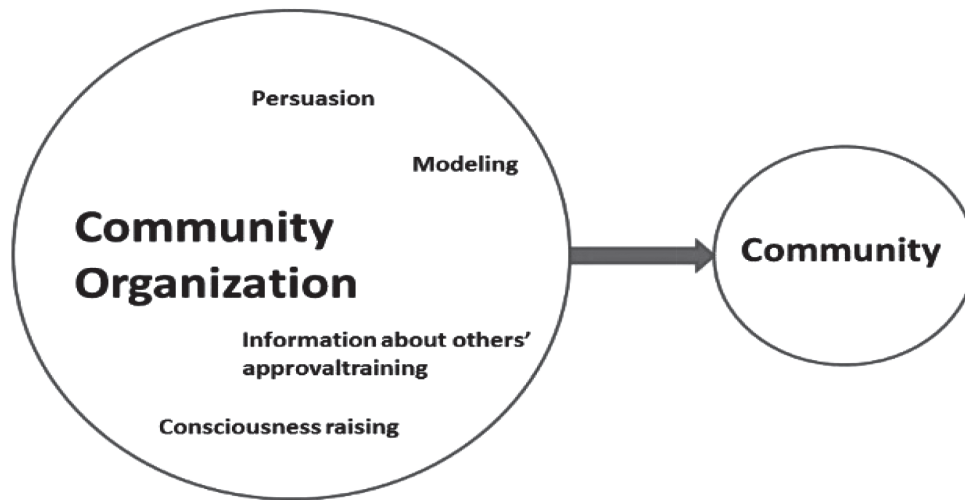 Persuasion
Modeling
Community
Organization
Community
Information about others'
approvaltraining
Consciousness raising